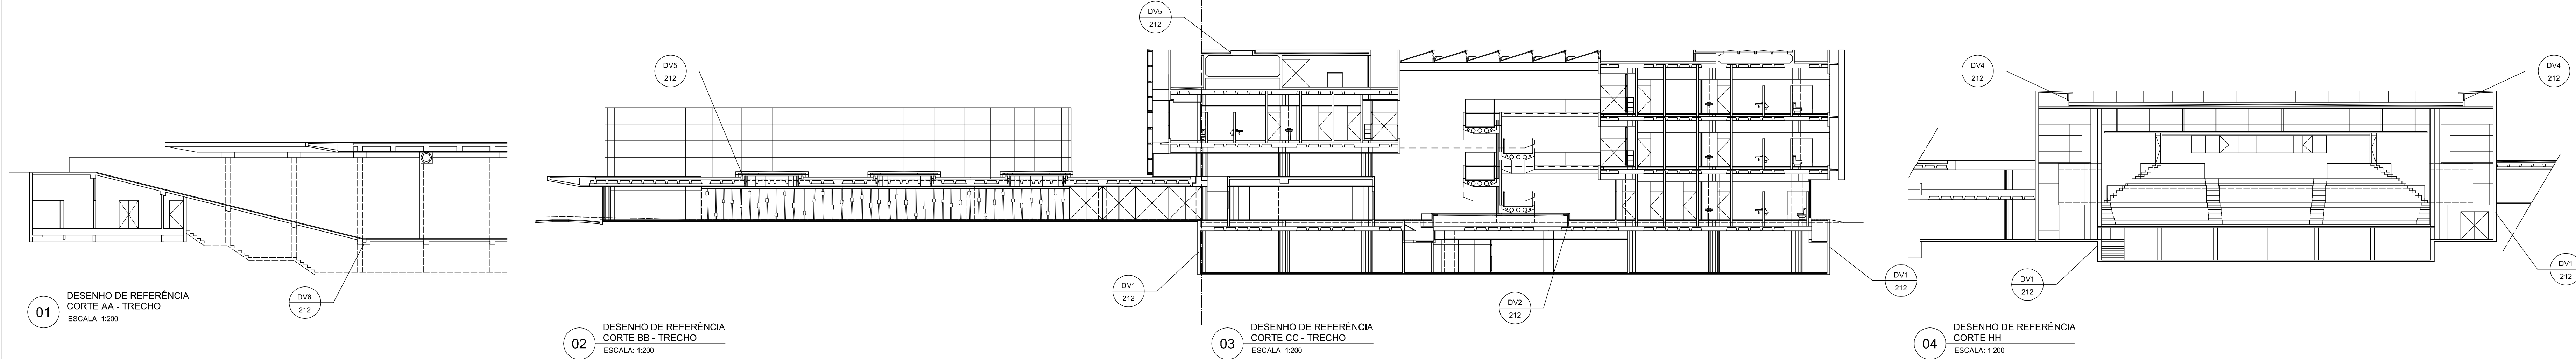 DV6
212
01
DESENHO DE REFERÊNCIA
CORTE AA - TRECHO
ESCALA: 1:200
DV5
212
02
DESENHO DE REFERÊNCIA
CORTE BB - TRECHO
ESCALA: 1:200
DV5
212
DV1
212
DV2
212
DV1
212
03
DESENHO DE REFERÊNCIA
CORTE CC - TRECHO
ESCALA: 1:200
DV4
212
DV4
212
DV1
212
DV1
212
04
DESENHO DE REFERÊNCIA
CORTE HH
ESCALA: 1:200